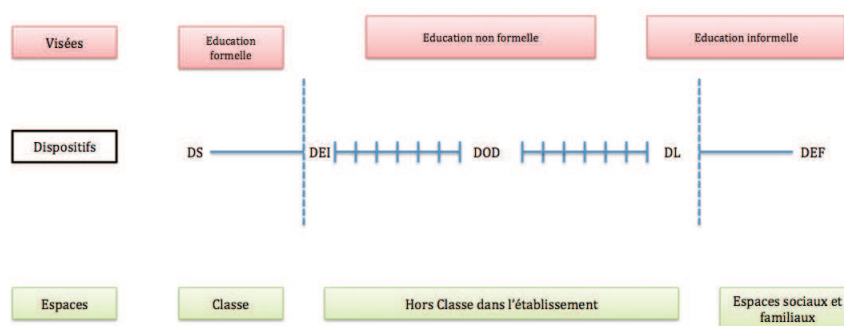 Visées
Education
formelle
Education non formelle
Education informelle
Dispositifs
DS
DEI
DOD
DL
DEF
Espaces
Classe
Hors Classe dans l'établissement
Espaces sociaux et
familiaux